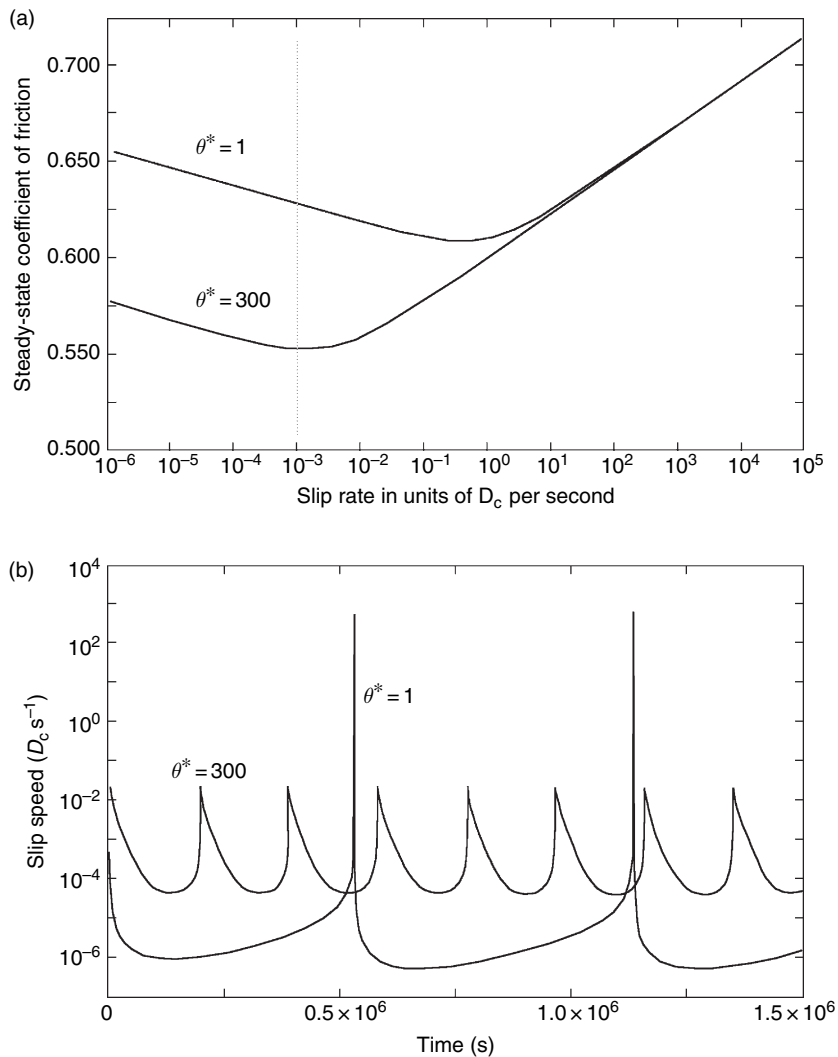 (a)
Steady-state coefficient of friction
0.700
0.650
0.600
0.550
0.500
θ* = 1
θ* = 300
10⁻⁶ 10⁻⁵ 10⁻⁴ 10⁻³ 10⁻² 10⁻¹ 10⁰ 10¹ 10² 10³ 10⁴ 10⁵
Slip rate in units of D꜀ per second
(b)
Slip speed (D꜀ s⁻¹)
10⁴
10²
10⁰
10⁻²
10⁻⁴
10⁻⁶
θ* = 1
θ* = 300
0 0.5 × 10⁶ 1.0 × 10⁶ 1.5 × 10⁶
Time (s)